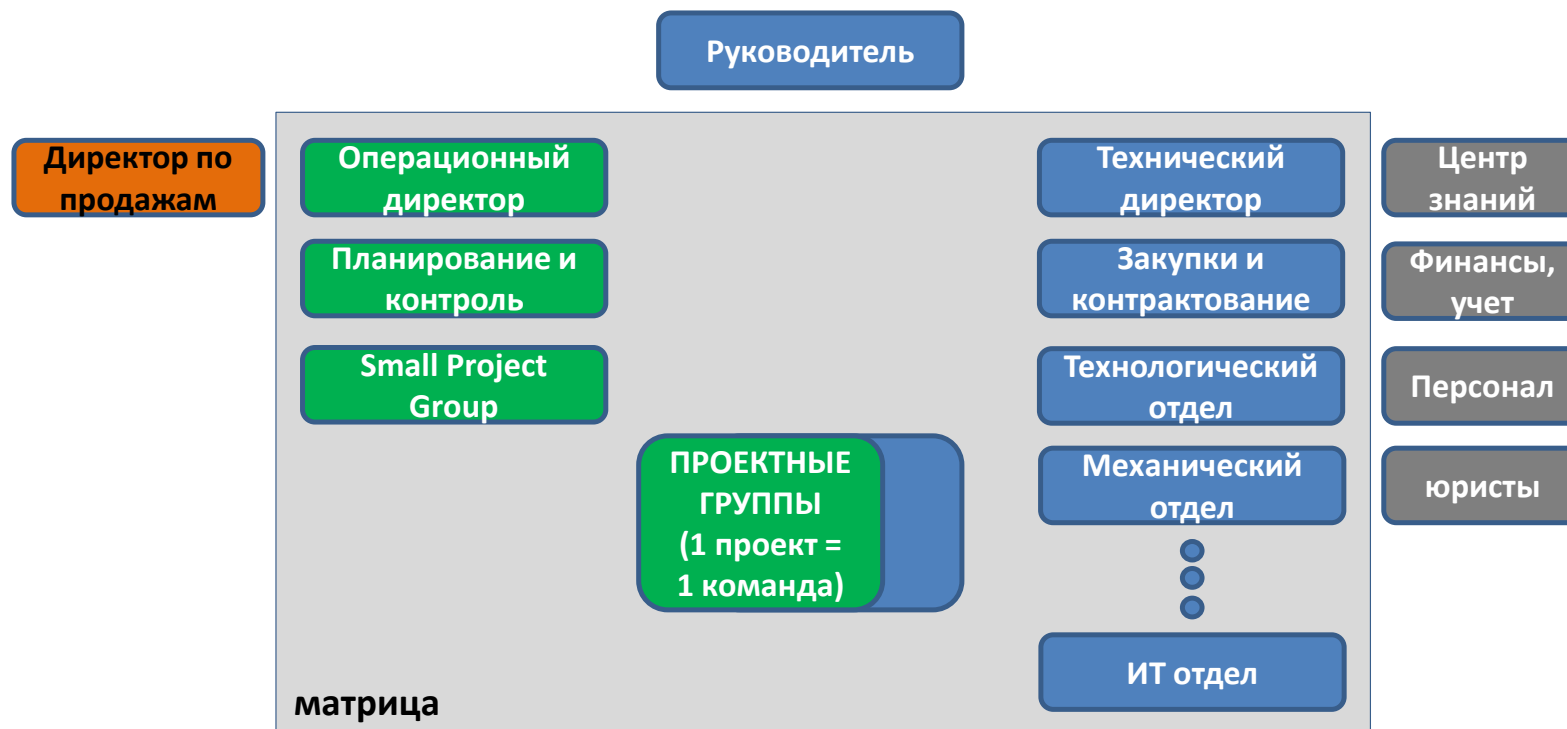 Руководитель
Директор по
продажам
Операционный
директор
Технический
директор
Центр
знаний
Планирование и
контроль
Закупки и
контрактование
Финансы,
учет
Small Project
Group
Технологический
отдел
Персонал
ПРОЕКТНЫЕ
ГРУППЫ
(1 проект =
1 команда)
Механический
отдел
юристы
ИТ отдел
матрица